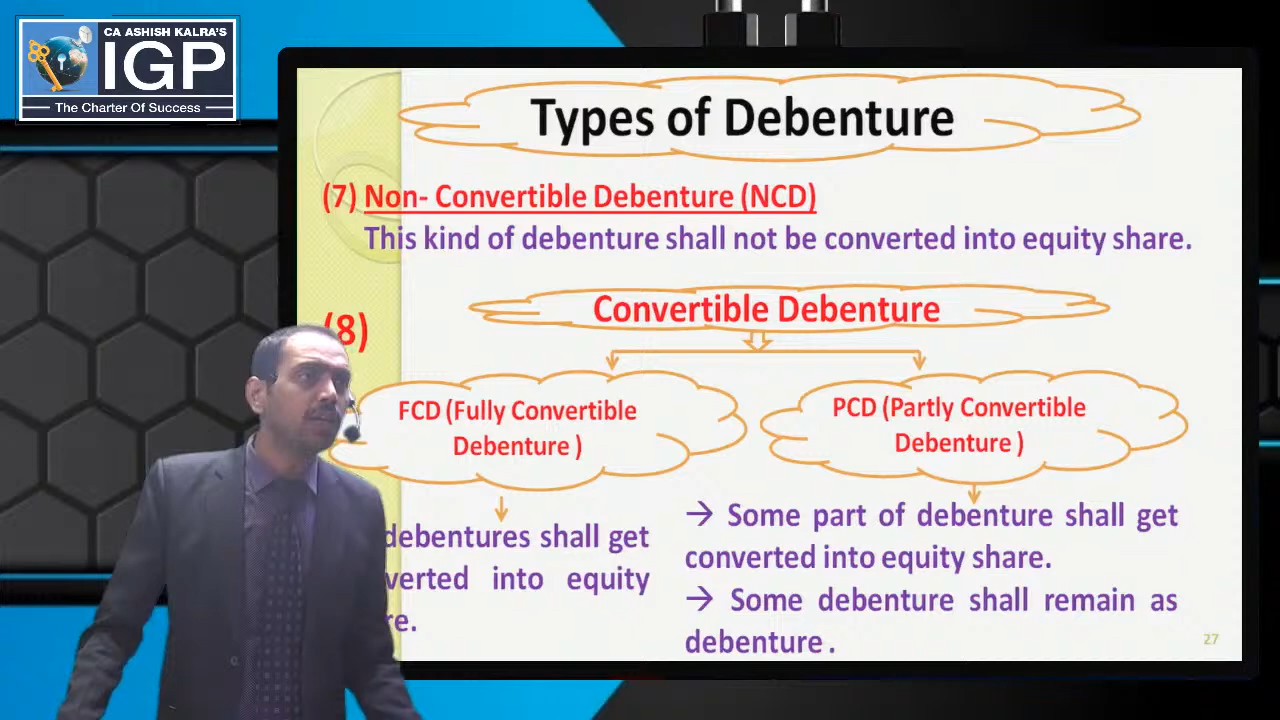 CA ASHISH KALRA'S
IGP
The Charter Of Success
Types of Debenture
(7) Non- Convertible Debenture (NCD)
This kind of debenture shall not be converted into equity share.
(8)
Convertible Debenture
FCD (Fully Convertible
Debenture )
PCD (Partly Convertible
Debenture )
debentures shall get
into equity
→ Some part of debenture shall get
converted into equity share.
→ Some debenture shall remain as
debenture .
27